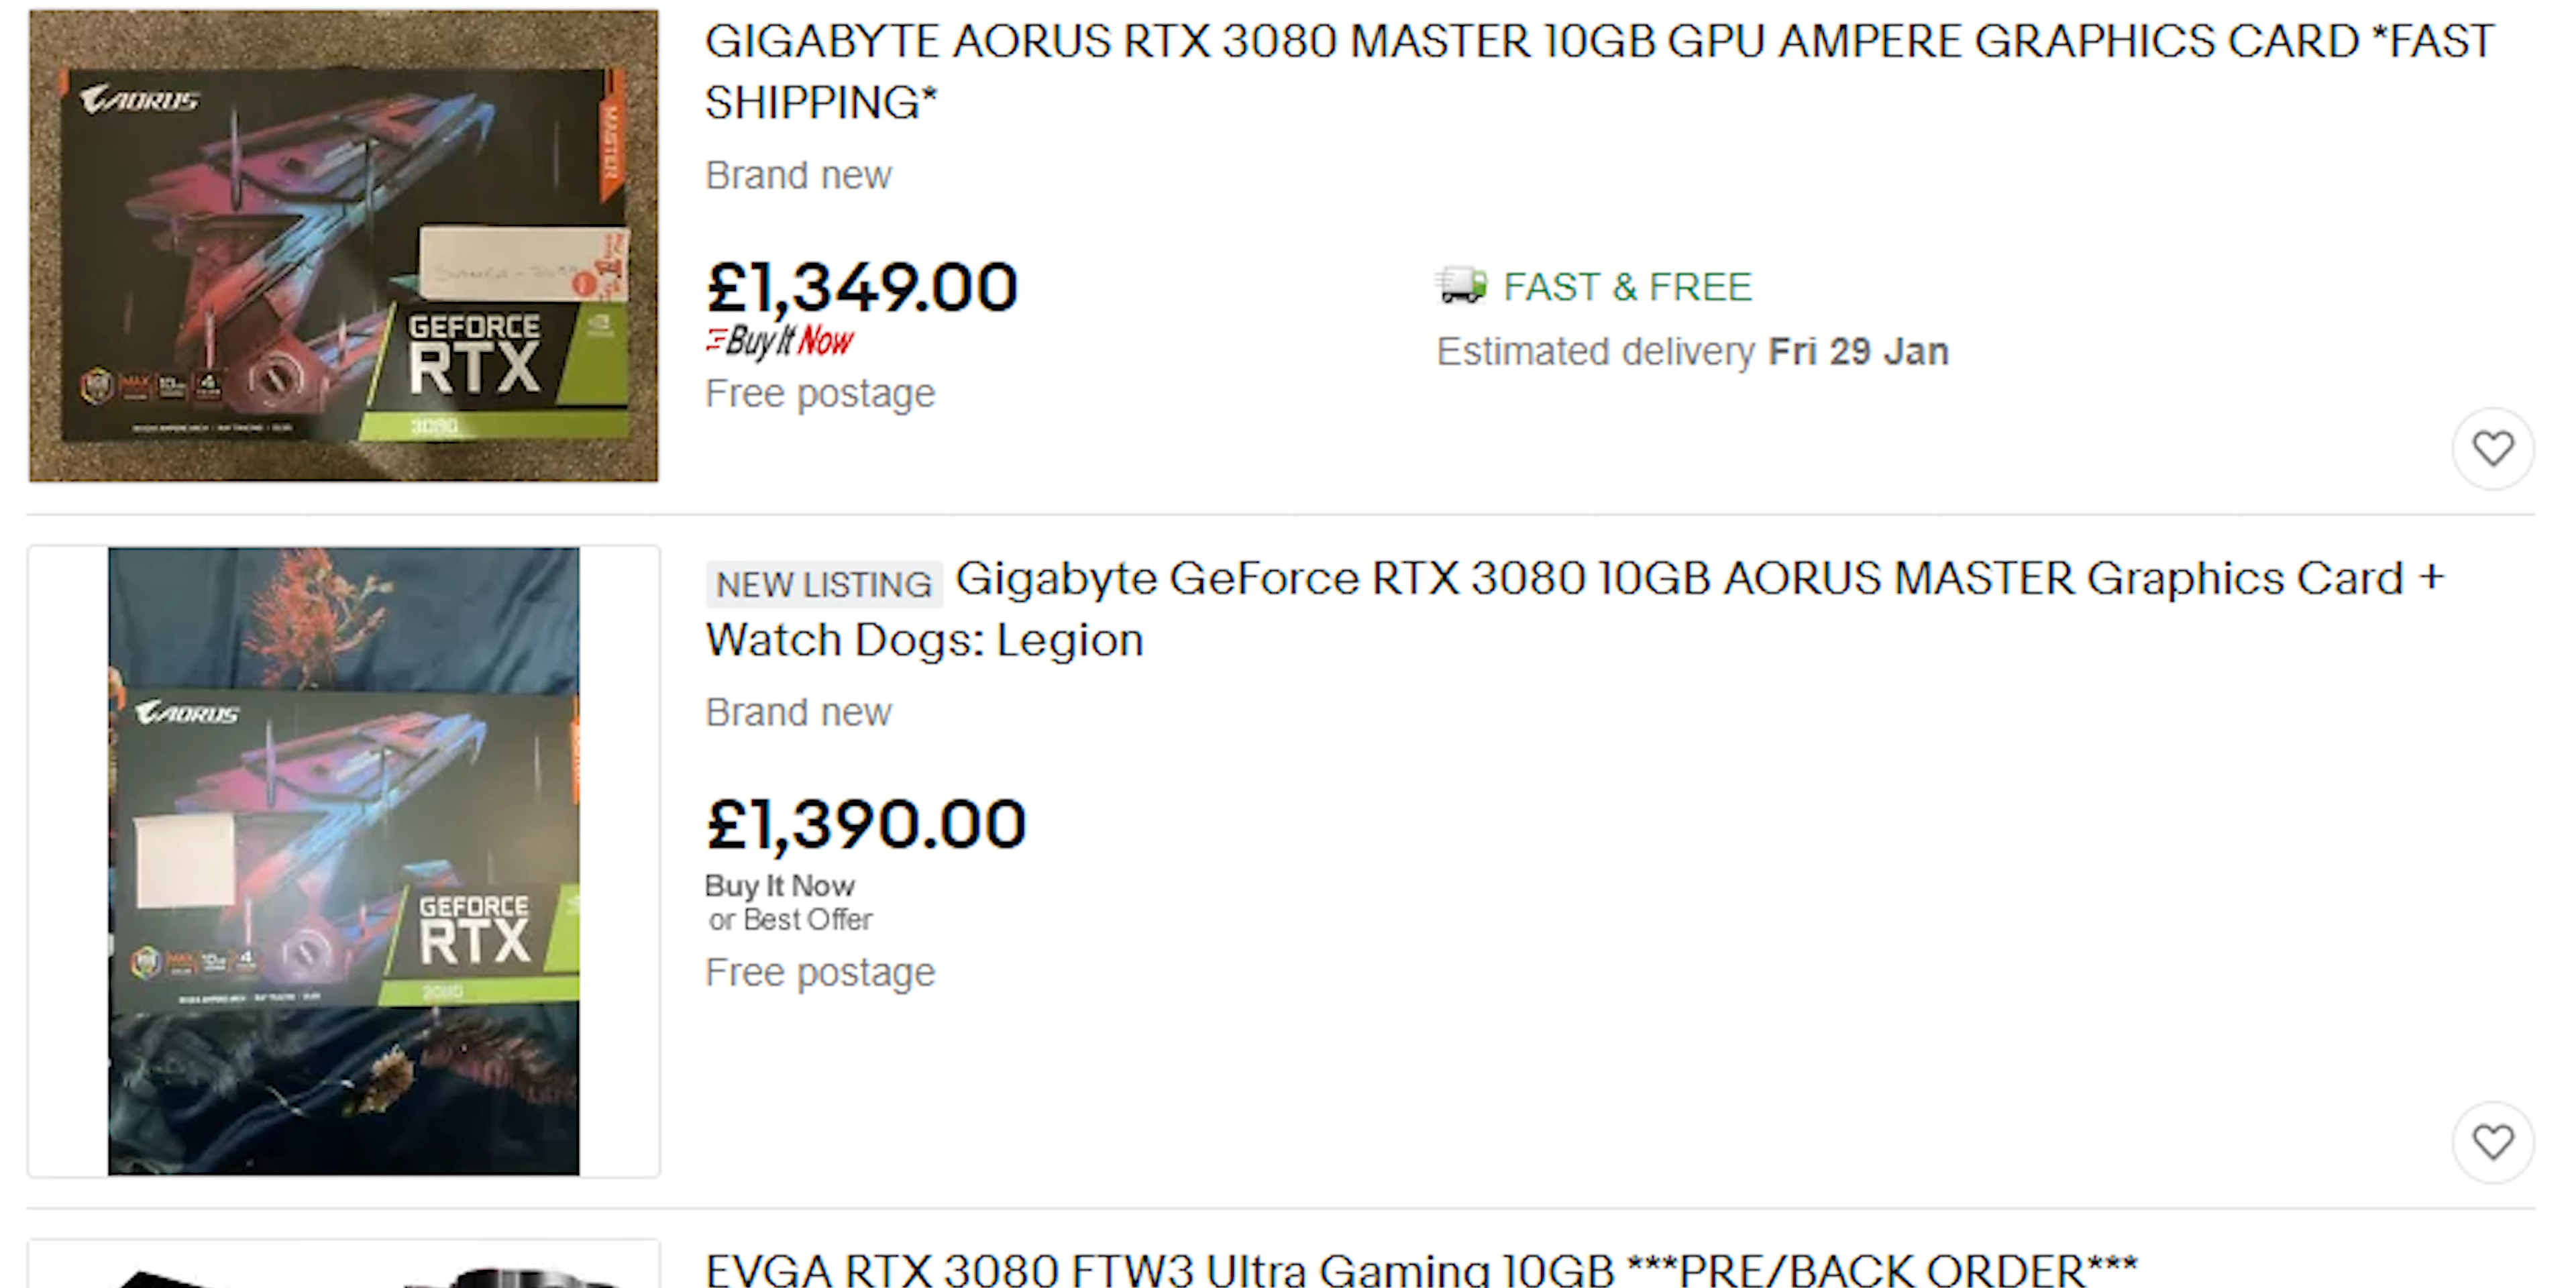 AORUS
MASTER
GEFORCE
RTX
3080
GIGABYTE AORUS RTX 3080 MASTER 10GB GPU AMPERE GRAPHICS CARD *FAST
SHIPPING*
Brand new
£1,349.00
Buy It Now
Free postage
FAST & FREE
Estimated delivery Fri 29 Jan
AORUS
GEFORCE
RTX
3080
NEW LISTING Gigabyte GeForce RTX 3080 10GB AORUS MASTER Graphics Card +
Watch Dogs: Legion
Brand new
£1,390.00
Buy It Now
or Best Offer
Free postage
EVGA RTX 3080 FTW3 Ultra Gaming 10GB ***PRE/BACK ORDER***